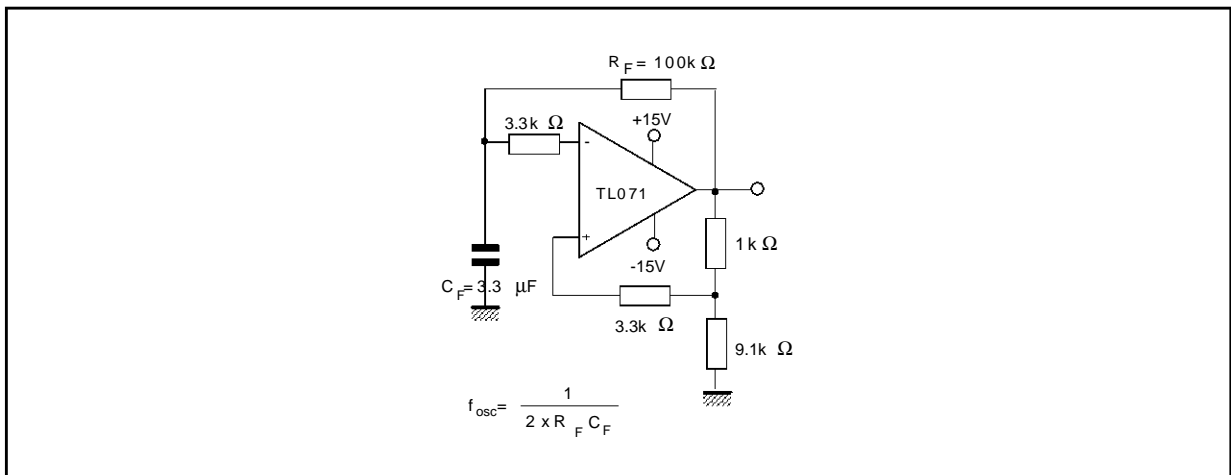 R F = 100k Ω
3.3k Ω
+15V
-
TL071
+
-15V
1k Ω
C F = 3.3 μF
3.3k Ω
9.1k Ω
f osc = 1
2 x R F C F